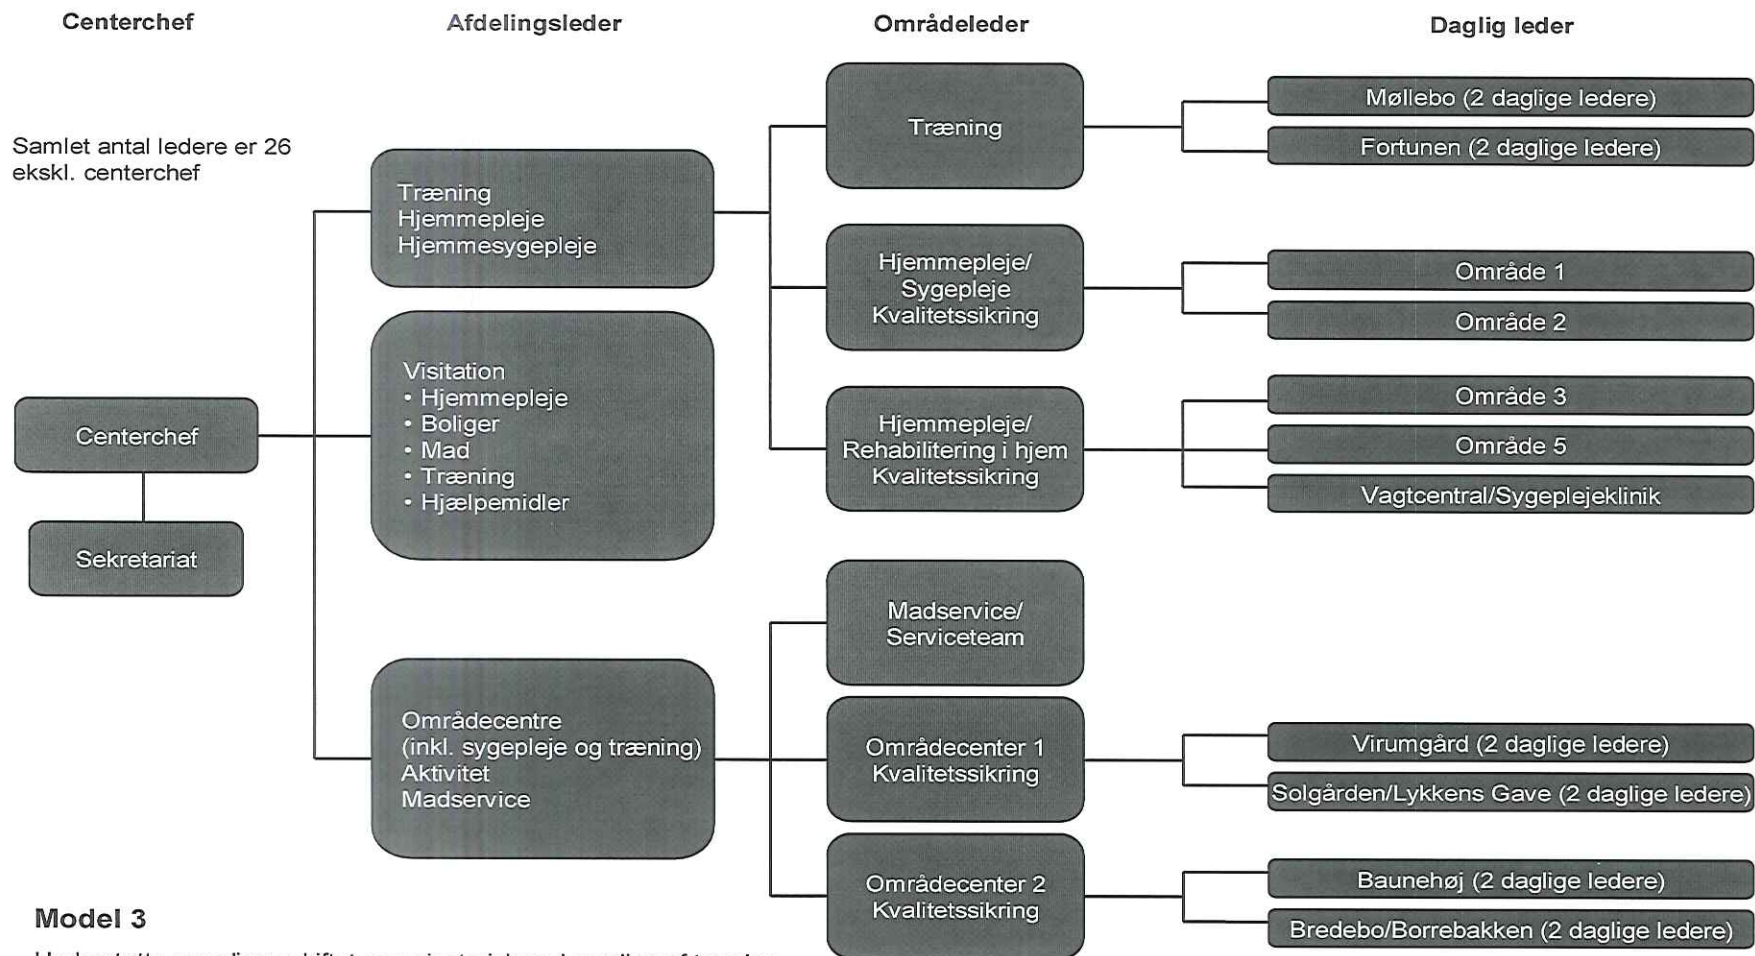 Centerchef
Afdelingsleder
Områdeleder
Daglig leder
Samlet antal ledere er 26
ekskl. centerchef
Centerchef
Sekretariat
Træning
Hjemmepleje
Hjemmesygepleje
Visitation
• Hjemmepleje
• Boliger
• Mad
• Træning
• Hjælpemidler
Områdecentre
(inkl. sygepleje og træning)
Aktivitet
Madservice
Træning
Hjemmepleje/
Sygepleje
Kvalitetssikring
Hjemmepleje/
Rehabilitering i hjem
Kvalitetssikring
Madservice/
Serviceteam
Områdecenter 1
Kvalitetssikring
Områdecenter 2
Kvalitetssikring
Møllebo (2 daglige ledere)
Fortunen (2 daglige ledere)
Område 1
Område 2
Område 3
Område 5
Vagtcentral/Sygeplejeklinik
Virumgård (2 daglige ledere)
Solgården/Lykkens Gave (2 daglige ledere)
Baunehøj (2 daglige ledere)
Bredebo/Borrebakken (2 daglige ledere)
Model 3